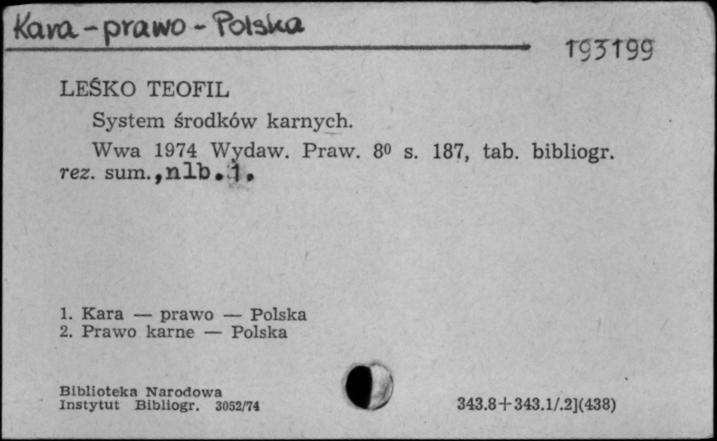 Kara - prawo - Polska
193199
LEŚKO TEOFIL
System środków karnych.
Wwa 1974 Wydaw. Praw. 8⁰ s. 187, tab. bibliogr.
rez. sum., nlb. 1.
1. Kara — prawo — Polska
2. Prawo karne — Polska
Biblioteka Narodowa
Instytut Bibliogr. 3052/74
343.8+343.1/.2](438)